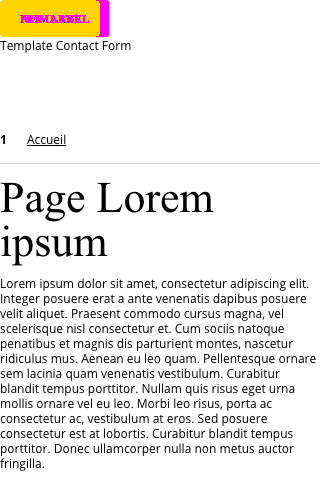 Template Contact Form
1 Accueil
Page Lorem
ipsum
Lorem ipsum dolor sit amet, consectetur adipiscing elit.
Integer posuere erat a ante venenatis dapibus posuere
velit aliquet. Praesent commodo cursus magna, vel
scelerisque nisl consectetur et. Cum sociis natoque
penatibus et magnis dis parturient montes, nascetur
ridiculus mus. Aenean eu leo quam. Pellentesque ornare
sem lacinia quam venenatis vestibulum. Curabitur
blandit tempus porttitor. Nullam quis risus eget urna
mollis ornare vel eu leo. Morbi leo risus, porta ac
consectetur ac, vestibulum at eros. Sed posuere
consectetur est at lobortis. Curabitur blandit tempus
porttitor. Donec ullamcorper nulla non metus auctor
fringilla.